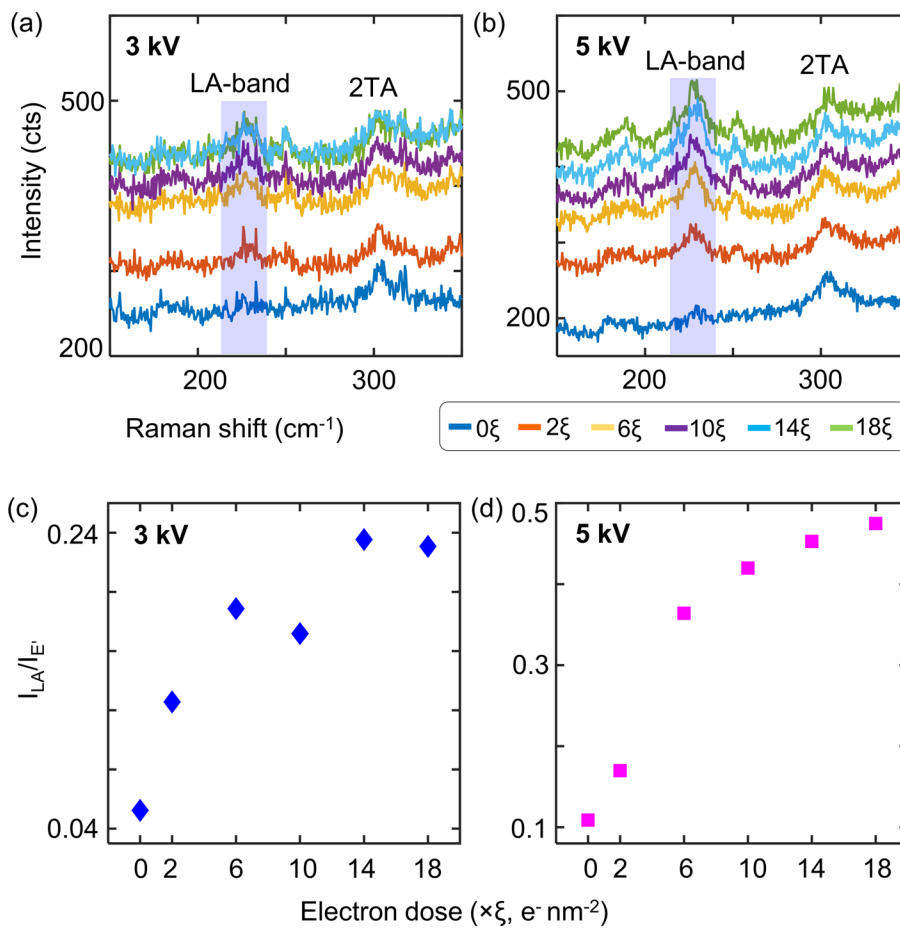 (a)
3 kV
LA-band
2TA
500
200
Intensity (cts)
200
300
Raman shift (cm⁻¹)
(b)
5 kV
LA-band
2TA
500
200
200
300
0ξ 2ξ 6ξ 10ξ 14ξ 18ξ
(c)
3 kV
0.24
0.04
I_LA/I_E'
0 2 6 10 14 18
(d)
5 kV
0.5
0.3
0.1
0 2 6 10 14 18
Electron dose (×ξ, e⁻ nm⁻²)